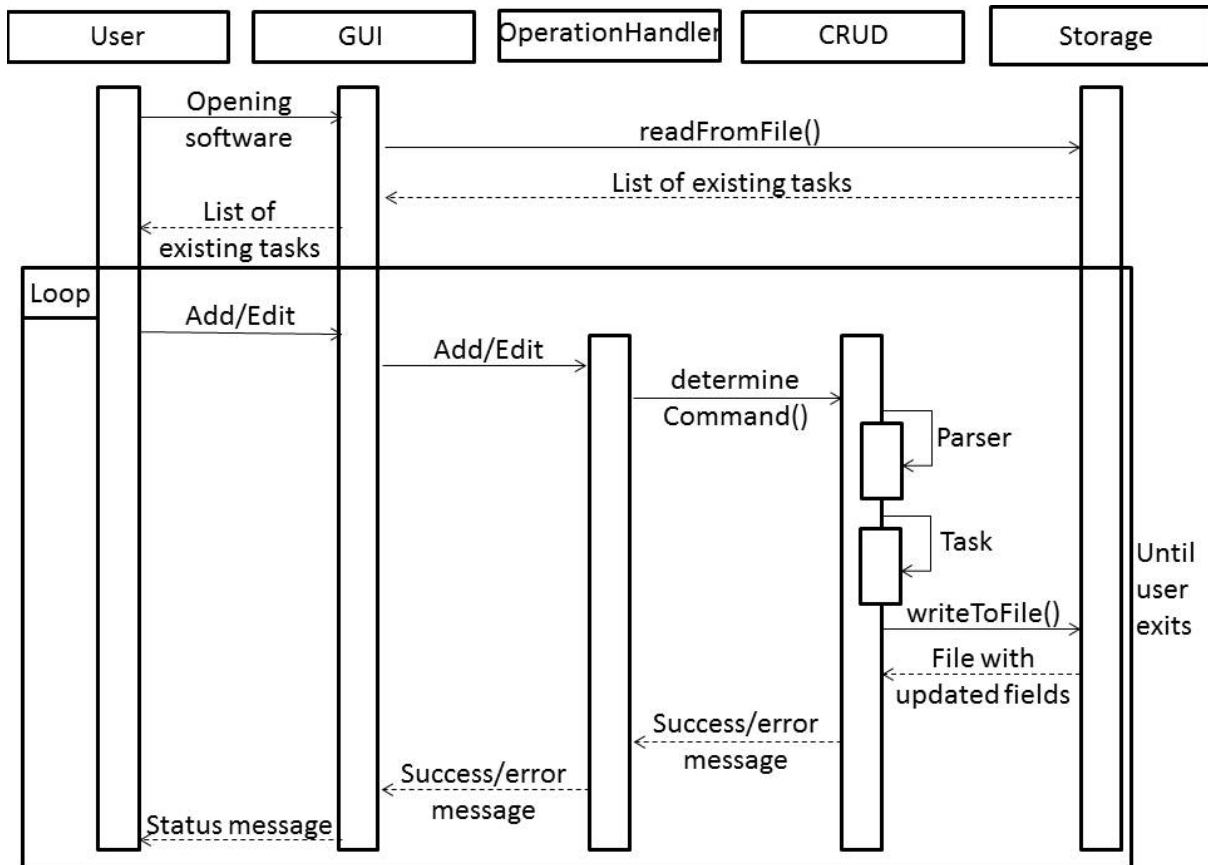 User
GUI
OperationHandler
CRUD
Storage
Opening
software
readFromFile()
List of existing tasks
List of
existing tasks
Loop
Add/Edit
Add/Edit
determine
Command()
Parser
Task
Until
user
exits
writeToFile()
File with
updated fields
Success/error
message
Success/error
message
Status message